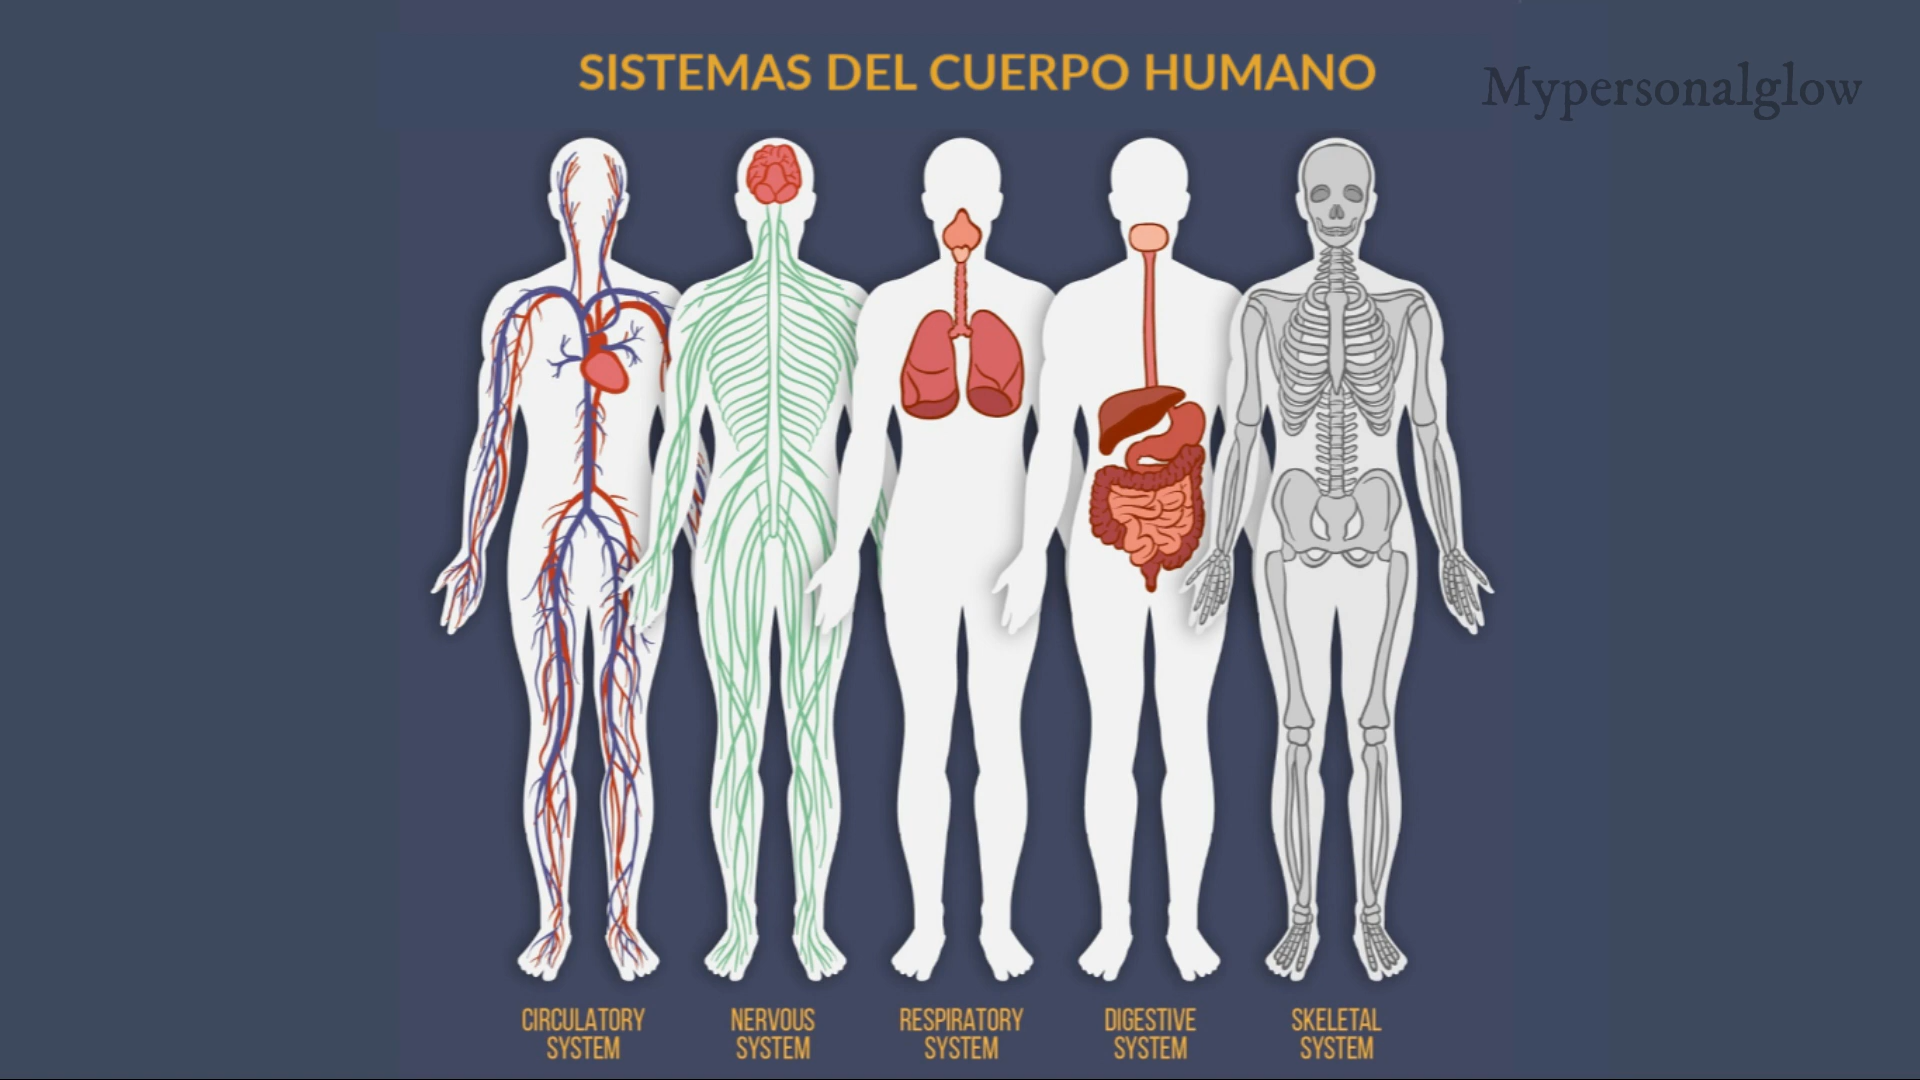 SISTEMAS DEL CUERPO HUMANO
Mypersonalglow
CIRCULATORY
SYSTEM
NERVOUS
SYSTEM
RESPIRATORY
SYSTEM
DIGESTIVE
SYSTEM
SKELETAL
SYSTEM